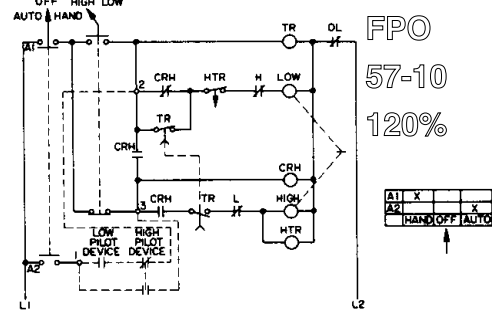 OFF HIGH LOW
AUTO HAND
A1
TR
OL
FPO
57-10
120%
CRH HTR H LOW
2
TR
CRH
CRH
3 CRH TR L HIGH
HTR
A1 X
A2 X
HAND OFF AUTO
LOW PILOT DEVICE
HIGH PILOT DEVICE
A2 1
L1
L2